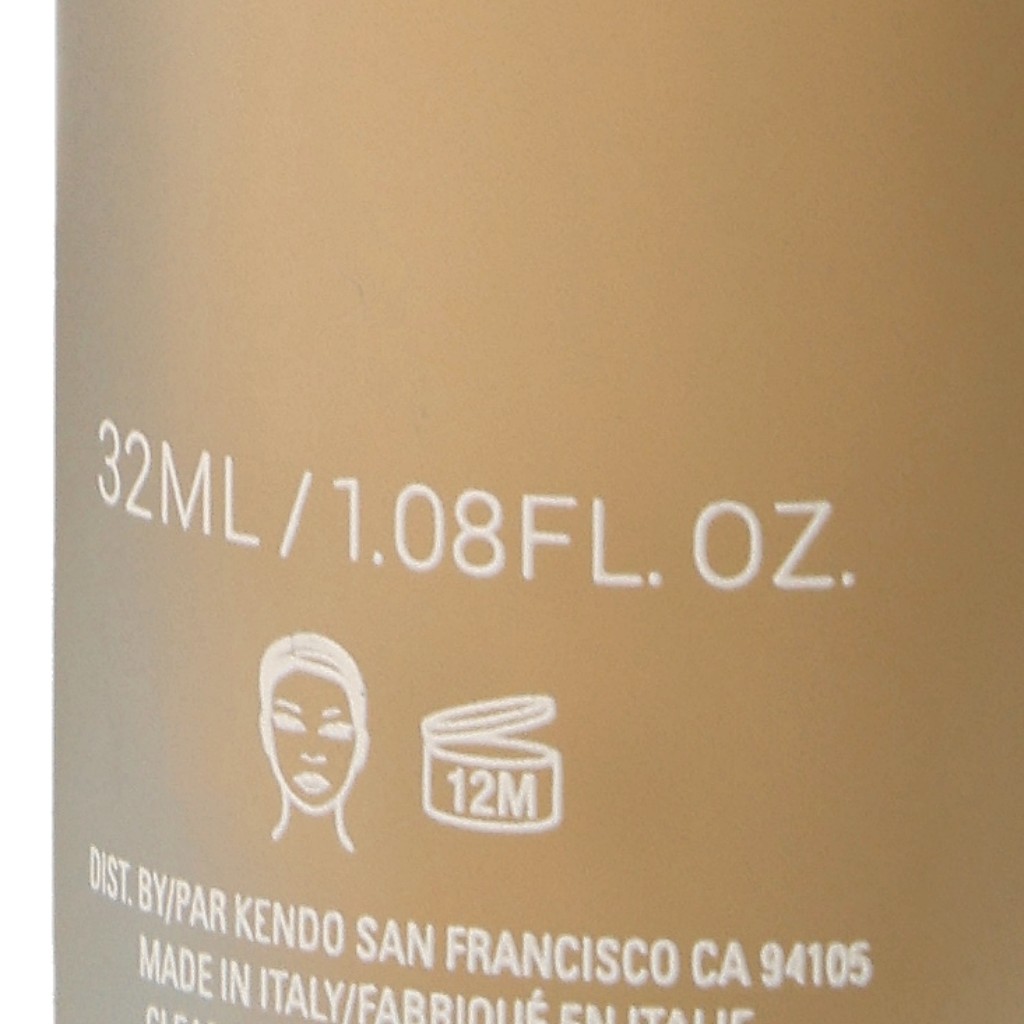 32ML / 1.08FL. OZ.
12M
DIST. BY/PAR KENDO SAN FRANCISCO CA 94105
MADE IN ITALY/FABRIQUÉ EN ITALIE